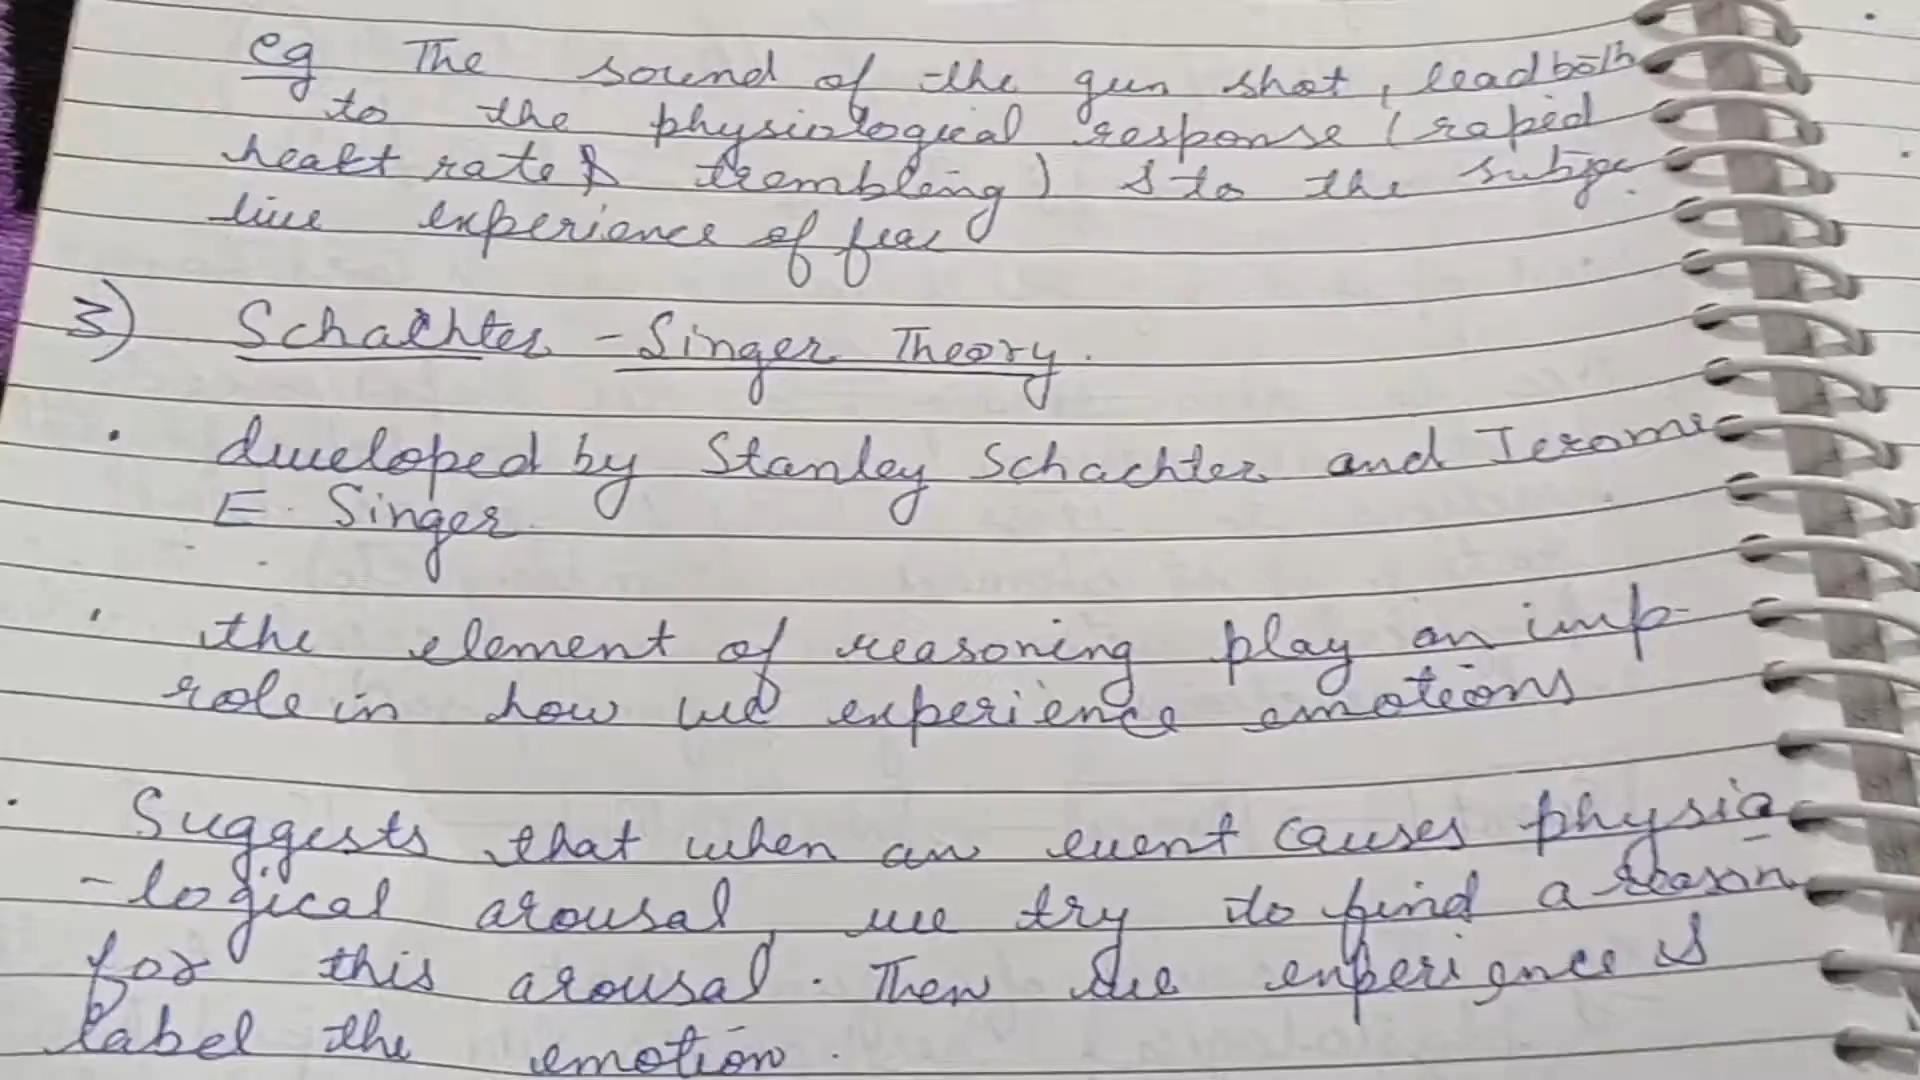 eg The sound of the gun shot, lead both
to the physiological response (rapid
heart rate & trembling) & to the subjec
tive experience of fear
3) Schachter - Singer Theory.
· developed by Stanley Schachter and Jerome
E. Singer
· the element of reasoning play an imp
role in how we experience emotions
· Suggests that when an event causes physio
- logical arousal, we try to find a reason
for this arousal. Then we experience &
label the emotion.